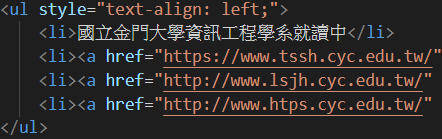 <ul style="text-align: left;">
<li>國立金門大學資訊工程學系就讀中</li>
<li><a href="https://www.tssh.cyc.edu.tw/"
<li><a href="http://www.lsjh.cyc.edu.tw/"
<li><a href="http://www.htps.cyc.edu.tw/"
</ul>